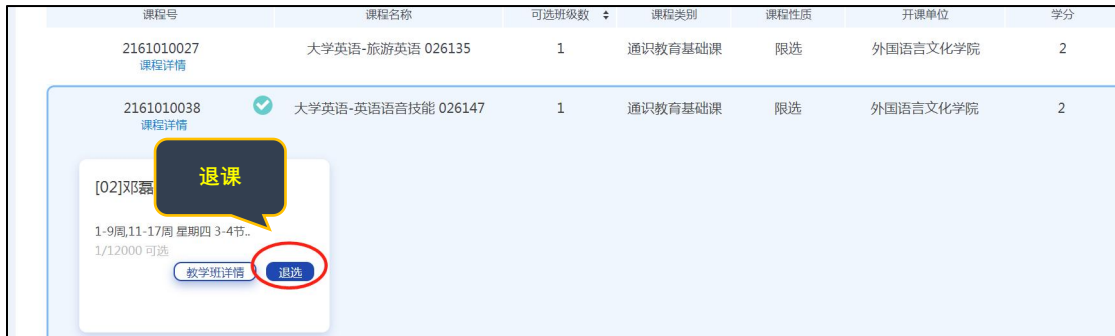 课程号 课程名称 可选班级数 课程类别 课程性质 开课单位 学分
2161010027 大学英语-旅游英语 026135 1 通识教育基础课 限选 外国语言文化学院 2
课程详情
2161010038 大学英语-英语语音技能 026147 1 通识教育基础课 限选 外国语言文化学院 2
课程详情
退课
[02]邓磊
1-9周,11-17周 星期四 3-4节..
1/12000 可选
教学班详情 退选